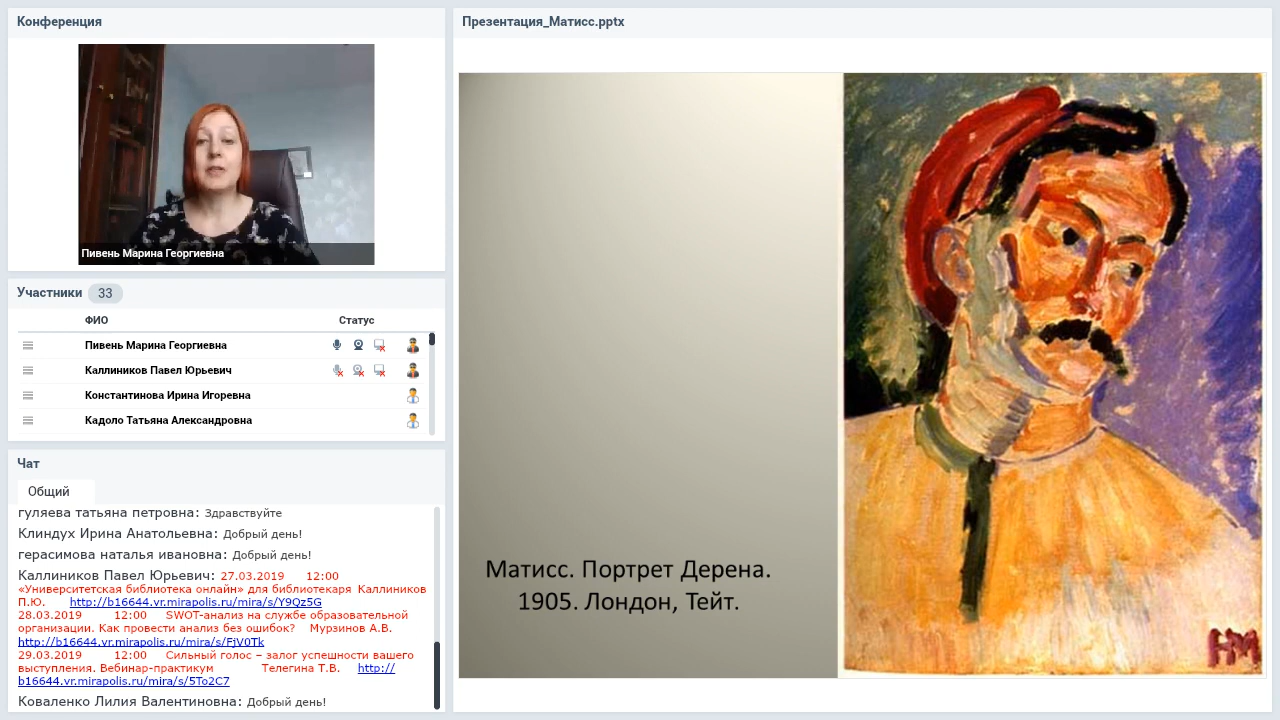 Конференция
Пивень Марина Георгиевна
Участники 33
ФИО Статус
Пивень Марина Георгиевна
Каллиников Павел Юрьевич
Константинова Ирина Игоревна
Кадоло Татьяна Александровна
Чат
Общий
гуляева татьяна петровна: Здравствуйте
Клиндух Ирина Анатольевна: Добрый день!
герасимова наталья ивановна: Добрый день!
Каллиников Павел Юрьевич: 27.03.2019 12:00
«Университетская библиотека онлайн» для библиотекаря Каллиников
П.Ю. http://b16644.vr.mirapolis.ru/mira/s/Y9Qz5G
28.03.2019 12:00 SWOT-анализ на службе образовательной
организации. Как провести анализ без ошибок? Мурзинов А.В.
http://b16644.vr.mirapolis.ru/mira/s/FjV0Tk
29.03.2019 12:00 Сильный голос – залог успешности вашего
выступления. Вебинар-практикум Телегина Т.В. http://
b16644.vr.mirapolis.ru/mira/s/5To2C7
Коваленко Лилия Валентиновна: Добрый день!
Презентация_Матисс.pptx
Матисс. Портрет Дерена.
1905. Лондон, Тейт.
HM